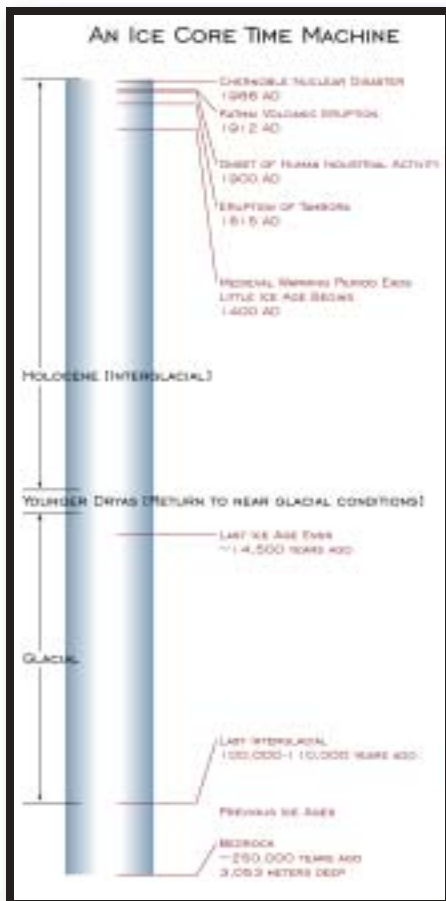 An Ice Core Time Machine
Chernoble Nuclear Disaster
1986 AD
Katmai Volcanic Eruption
1912 AD
Onset of Human Industrial Activity
1900 AD
Eruption of Tambora
1815 AD
Medieval Warming Period Ends
Little Ice Age Begins
1400 AD
Holocene (Interglacial)
Younger Dryas (Return to near glacial conditions)
Last Ice Age Ends
~14,500 years ago
Glacial
Last Interglacial
100,000-110,000 years ago
Previous Ice Ages
Bedrock
~250,000 years ago
3,053 meters deep